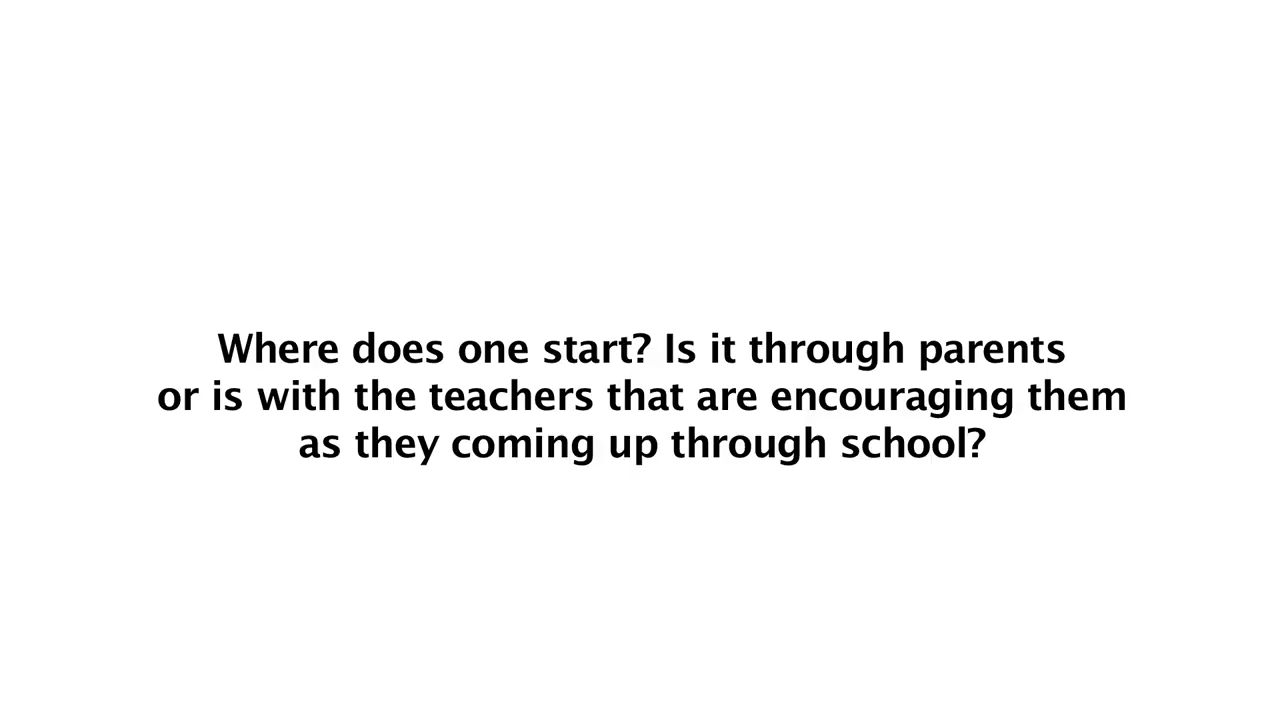 Where does one start? Is it through parents
or is with the teachers that are encouraging them
as they coming up through school?